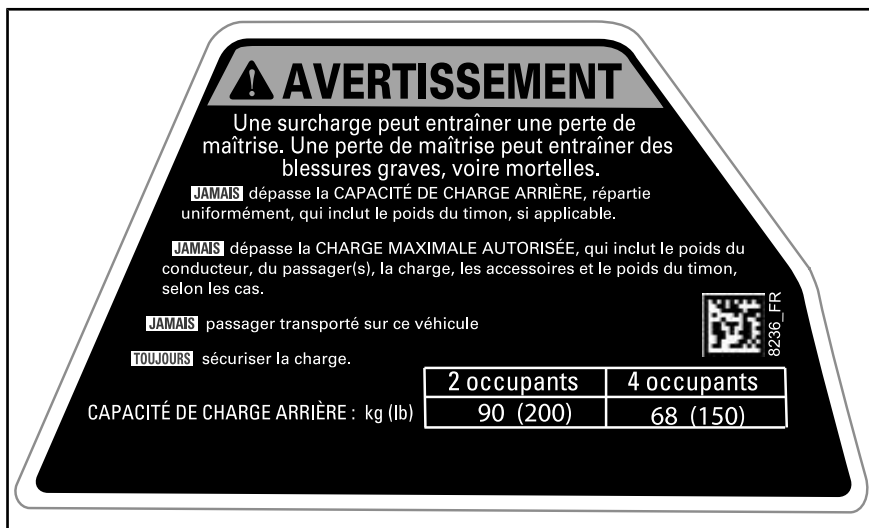 AVERTISSEMENT
Une surcharge peut entraîner une perte de
maîtrise. Une perte de maîtrise peut entraîner des
blessures graves, voire mortelles.
JAMAIS dépasse la CAPACITÉ DE CHARGE ARRIÈRE, répartie
uniformément, qui inclut le poids du timon, si applicable.
JAMAIS dépasse la CHARGE MAXIMALE AUTORISÉE, qui inclut le poids du
conducteur, du passager(s), la charge, les accessoires et le poids du timon,
selon les cas.
JAMAIS passager transporté sur ce véhicule
TOUJOURS sécuriser la charge.
8236_FR
2 occupants 4 occupants
CAPACITÉ DE CHARGE ARRIÈRE : kg (lb) 90 (200) 68 (150)